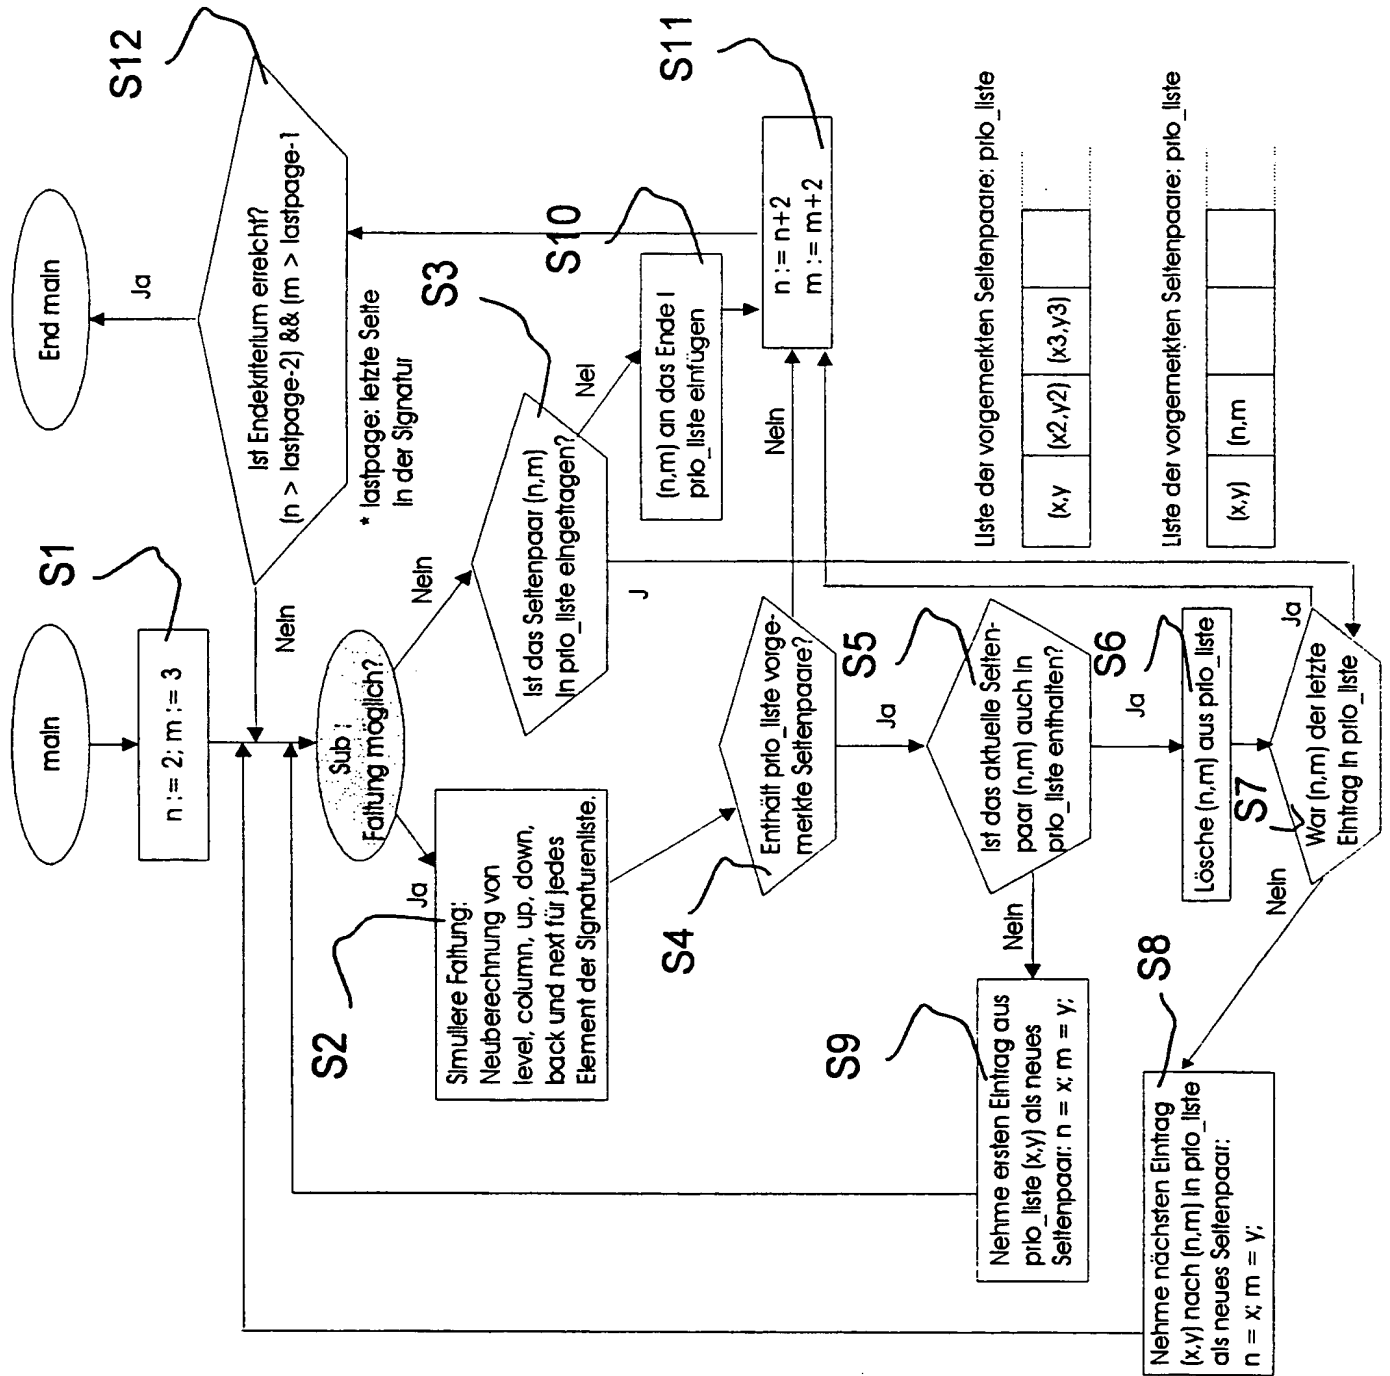 main
S1
n := 2; m := 3
End main
Ja
S12
Ist Endekriterium erreicht?
(n > lastpage-2) && (m > lastpage-1
Nein
* lastpage: letzte Seite
in der Signatur
Sub :
Faltung möglich?
Ja
Nein
S2
Simuliere Faltung:
Neuberechnung von
level, column, up, down,
back und next für jedes
Element der Signaturenliste.
S3
Ist das Seitenpaar (n,m)
in prio_liste eingetragen?
Nei
J
S10
(n,m) an das Ende i
prio_liste einfügen
S11
n := n+2
m := m+2
S4
Enthält prio_liste vorge-
merkte Seitenpaare?
Nein
Ja
S5
Ist das aktuelle Seiten-
paar (n,m) auch in
prio_liste enthalten?
Nein
Ja
S9
Nehme ersten Eintrag aus
prio_liste (x,y) als neues
Seitenpaar: n = x; m = y;
S6
Lösche (n,m) aus prio_liste
S7
War (n,m) der letzte
Eintrag in prio_liste
Ja
Nein
S8
Nehme nächsten Eintrag
(x,y) nach (n,m) in prio_liste
als neues Seitenpaar:
n = x; m = y;
Liste der vorgemerkten Seitenpaare: prio_liste
(x,y
(x2,y2)
(x3,y3)
Liste der vorgemerkten Seitenpaare: prio_liste
(x,y)
(n,m